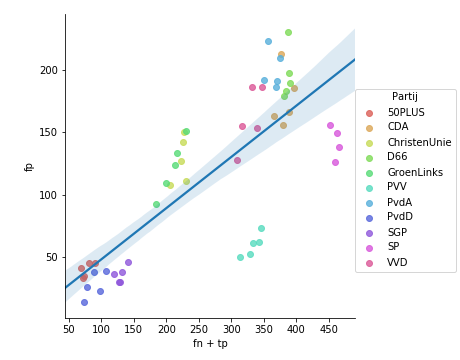 200
150
100
50
fp
50 100 150 200 250 300 350 400 450
fn + tp
Partij
50PLUS
CDA
ChristenUnie
D66
GroenLinks
PVV
PvdA
PvdD
SGP
SP
VVD